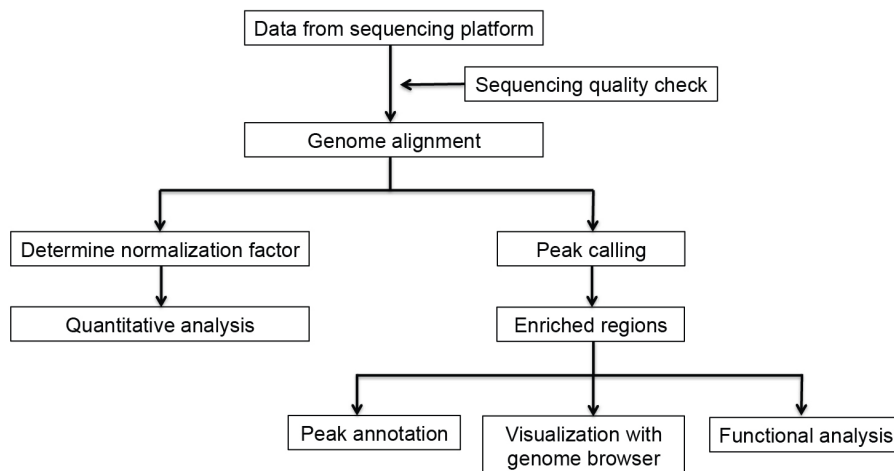 Data from sequencing platform
Sequencing quality check
Genome alignment
Determine normalization factor
Peak calling
Quantitative analysis
Enriched regions
Peak annotation
Visualization with
genome browser
Functional analysis